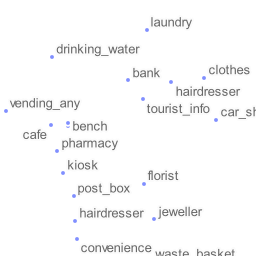 laundry
drinking_water
bank
clothes
hairdresser
vending_any
tourist_info
car_sh
cafe
bench
pharmacy
kiosk
florist
post_box
hairdresser
jeweller
convenience
waste_basket